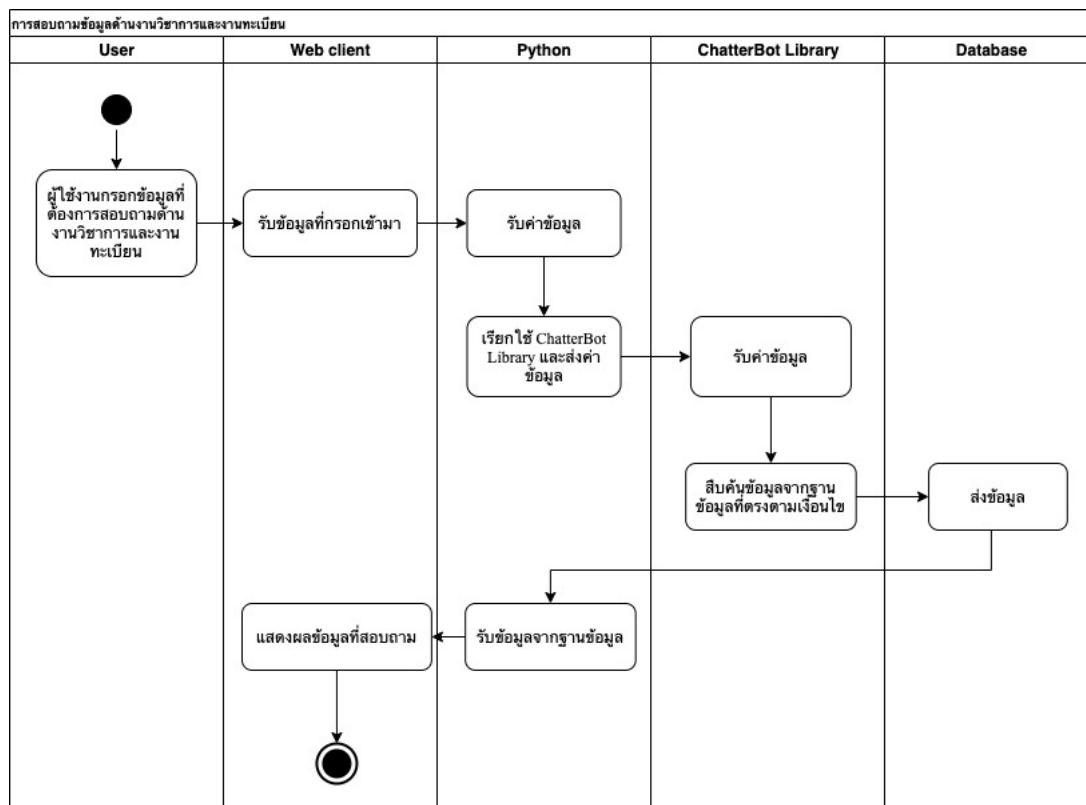 การสอบถามข้อมูลด้านงานวิชาการและงานทะเบียน
User
Web client
Python
ChatterBot Library
Database
ผู้ใช้งานกรอกข้อมูลที่
ต้องการสอบถามด้าน
งานวิชาการและงาน
ทะเบียน
รับข้อมูลที่กรอกเข้ามา
รับค่าข้อมูล
เรียกใช้ ChatterBot
Library และส่งค่า
ข้อมูล
รับค่าข้อมูล
สืบค้นข้อมูลจากฐาน
ข้อมูลที่ตรงตามเงื่อนไข
ส่งข้อมูล
แสดงผลข้อมูลที่สอบถาม
รับข้อมูลจากฐานข้อมูล